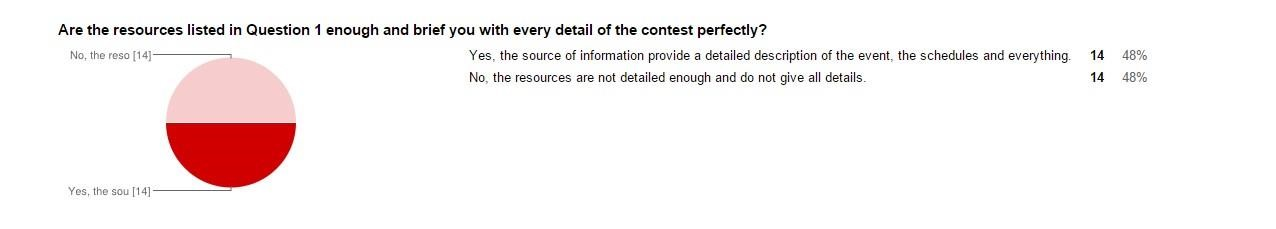 Are the resources listed in Question 1 enough and brief you with every detail of the contest perfectly?
No, the reso [14]
Yes, the sou [14]
Yes, the source of information provide a detailed description of the event, the schedules and everything. 14 48%
No, the resources are not detailed enough and do not give all details. 14 48%